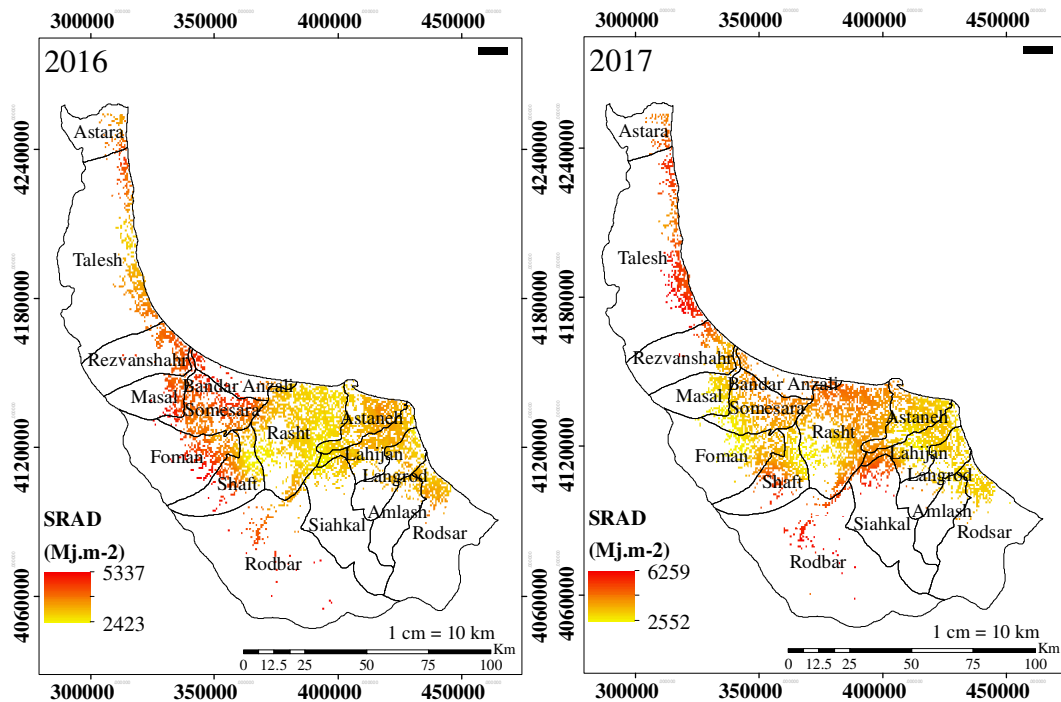 300000 350000 400000 450000
2016
4240000
4180000
4120000
4060000
Astara
Talesh
Rezvanshahr
Masal
Bandar Anzali
Somesara
Rasht
Astaneh
Foman
Shaft
Lahijan
Langrod
Siahkal
Amlash
Rodsar
Rodbar
SRAD
(Mj.m-2)
5337
2423
1 cm = 10 km
Km
0 12.5 25 50 75 100
4240000
4180000
4120000
4060000
300000 350000 400000 450000
300000 350000 400000 450000
2017
4240000
4180000
4120000
4060000
Astara
Talesh
Rezvanshahr
Masal
Bandar Anzali
Somesara
Rasht
Astaneh
Foman
Shaft
Lahijan
Langrod
Siahkal
Amlash
Rodsar
Rodbar
SRAD
(Mj.m-2)
6259
2552
1 cm = 10 km
Km
0 12.5 25 50 75 100
300000 350000 400000 450000